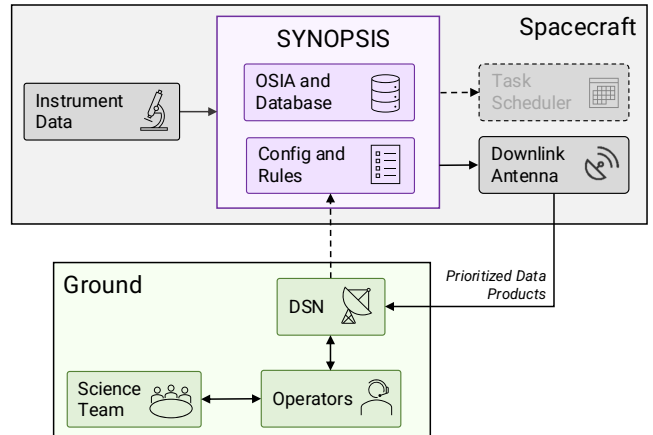 Spacecraft
SYNOPSIS
OSIA and
Database
Task
Scheduler
Instrument
Data
Config and
Rules
Downlink
Antenna
Prioritized Data
Products
Ground
DSN
Science
Team
Operators